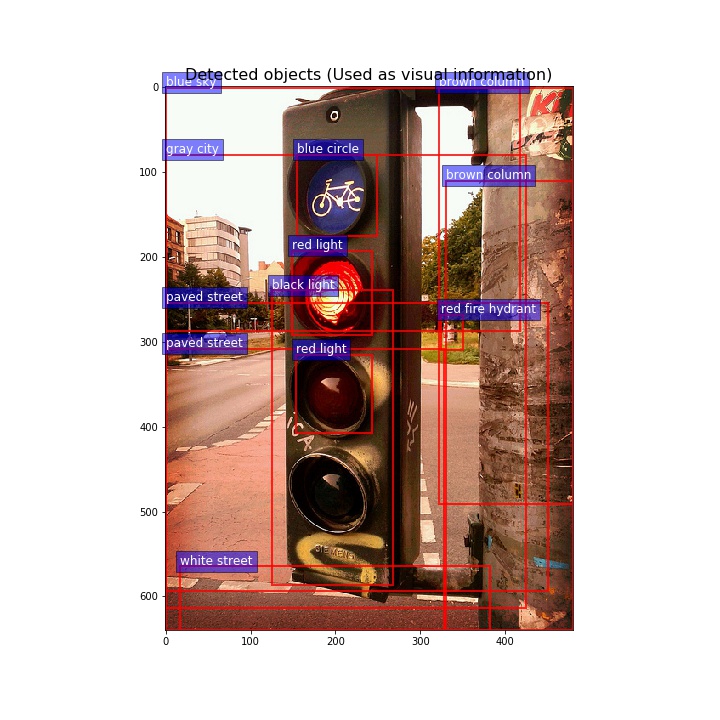 Detected objects (Used as visual information)
blue sky
brown column
gray city
blue circle
brown column
red light
black light
paved street
red fire hydrant
paved street
red light
white street
SIEMENS
0
100
200
300
400
500
600
0 100 200 300 400